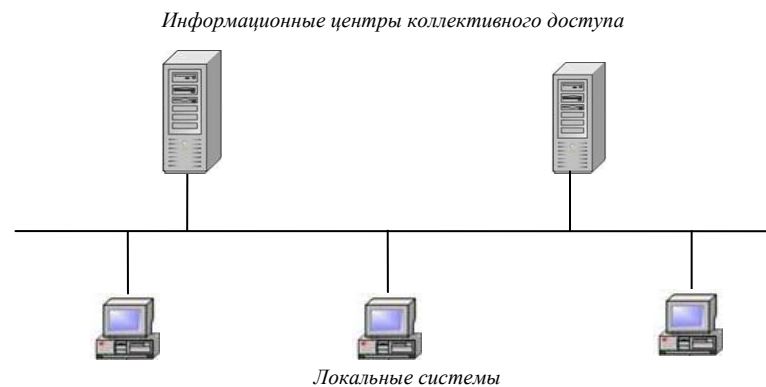 Информационные центры коллективного доступа
Локальные системы